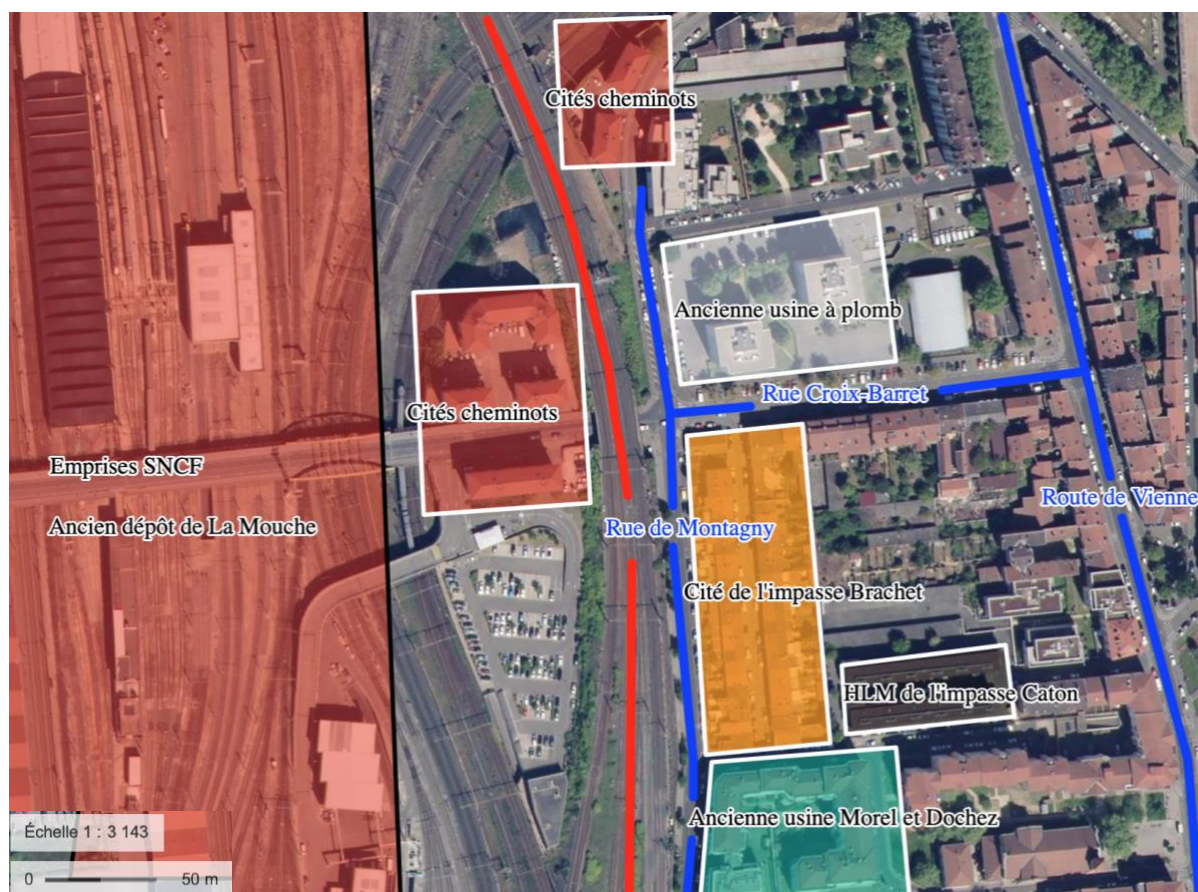 Cités cheminots
Ancienne usine à plomb
Rue Croix-Barret
Cités cheminots
Emprises SNCF
Route de Vienne
Ancien dépôt de La Mouche
Rue de Montagny
Cité de l'impasse Brachet
HLM de l'impasse Caton
Ancienne usine Morel et Dochez
Échelle 1 : 3 143
0 50 m